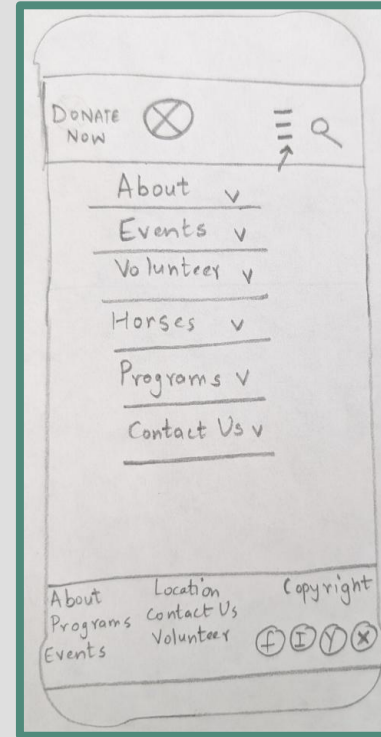 DONATE
NOW
About
Events
Volunteer
Horses
Programs
Contact Us
About Location Copyright
Programs Contact Us
Events Volunteer
f I Y X